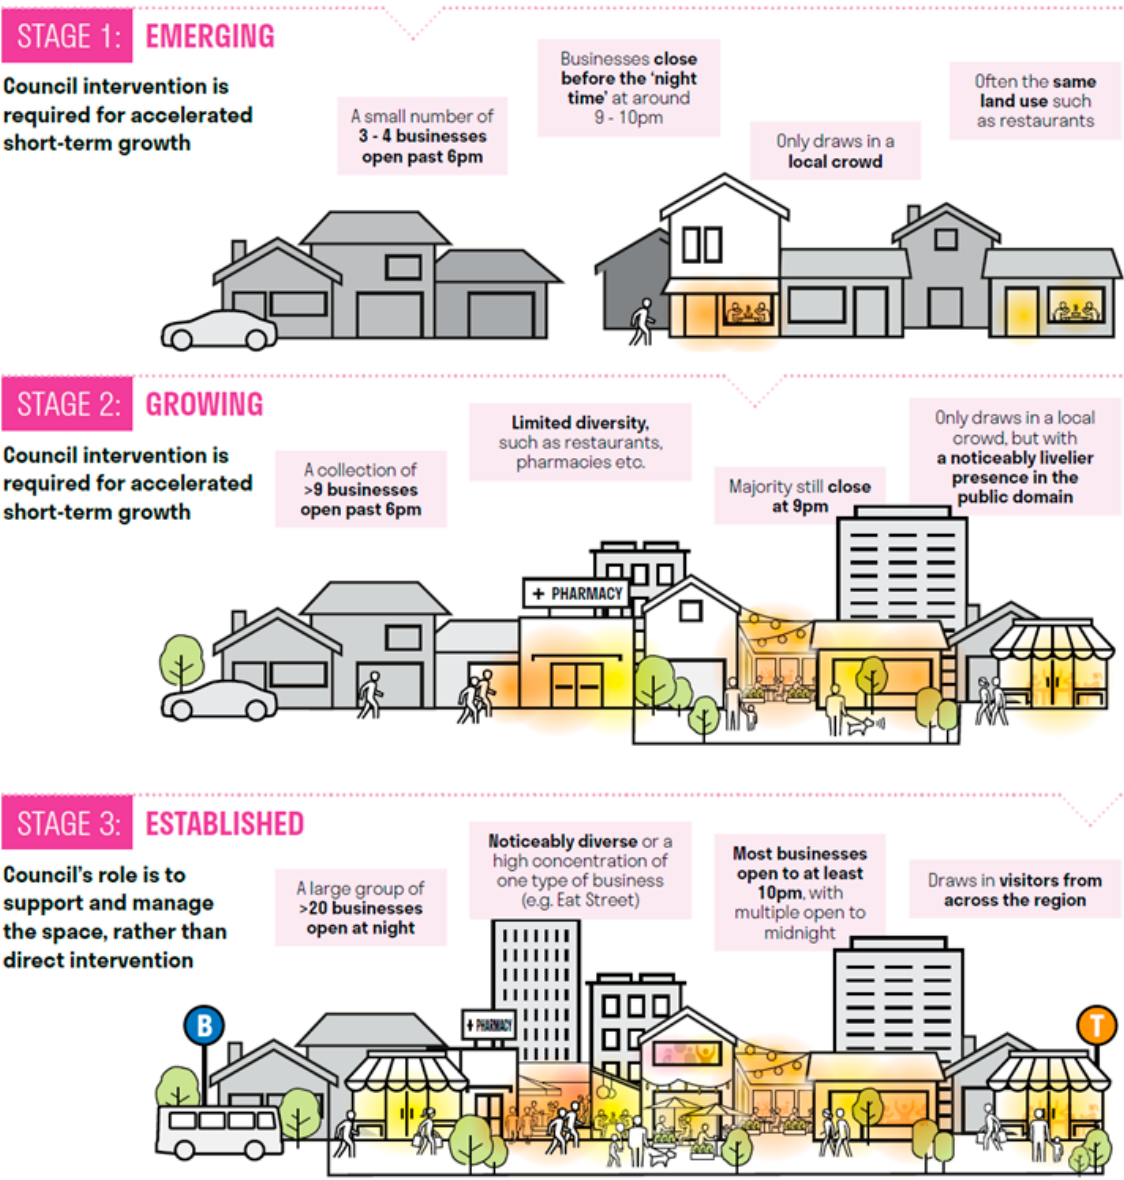 STAGE 1: EMERGING
Council intervention is
required for accelerated
short-term growth
A small number of
3 - 4 businesses
open past 6pm
Businesses close
before the ‘night
time’ at around
9 - 10pm
Only draws in a
local crowd
Often the same
land use such
as restaurants
STAGE 2: GROWING
Council intervention is
required for accelerated
short-term growth
A collection of
>9 businesses
open past 6pm
Limited diversity,
such as restaurants,
pharmacies etc.
Majority still close
at 9pm
Only draws in a local
crowd, but with
a noticeably livelier
presence in the
public domain
+ PHARMACY
STAGE 3: ESTABLISHED
Council’s role is to
support and manage
the space, rather than
direct intervention
A large group of
>20 businesses
open at night
Noticeably diverse or a
high concentration of
one type of business
(e.g. Eat Street)
Most businesses
open to at least
10pm, with
multiple open to
midnight
Draws in visitors from
across the region
B
+ PHARMACY
T